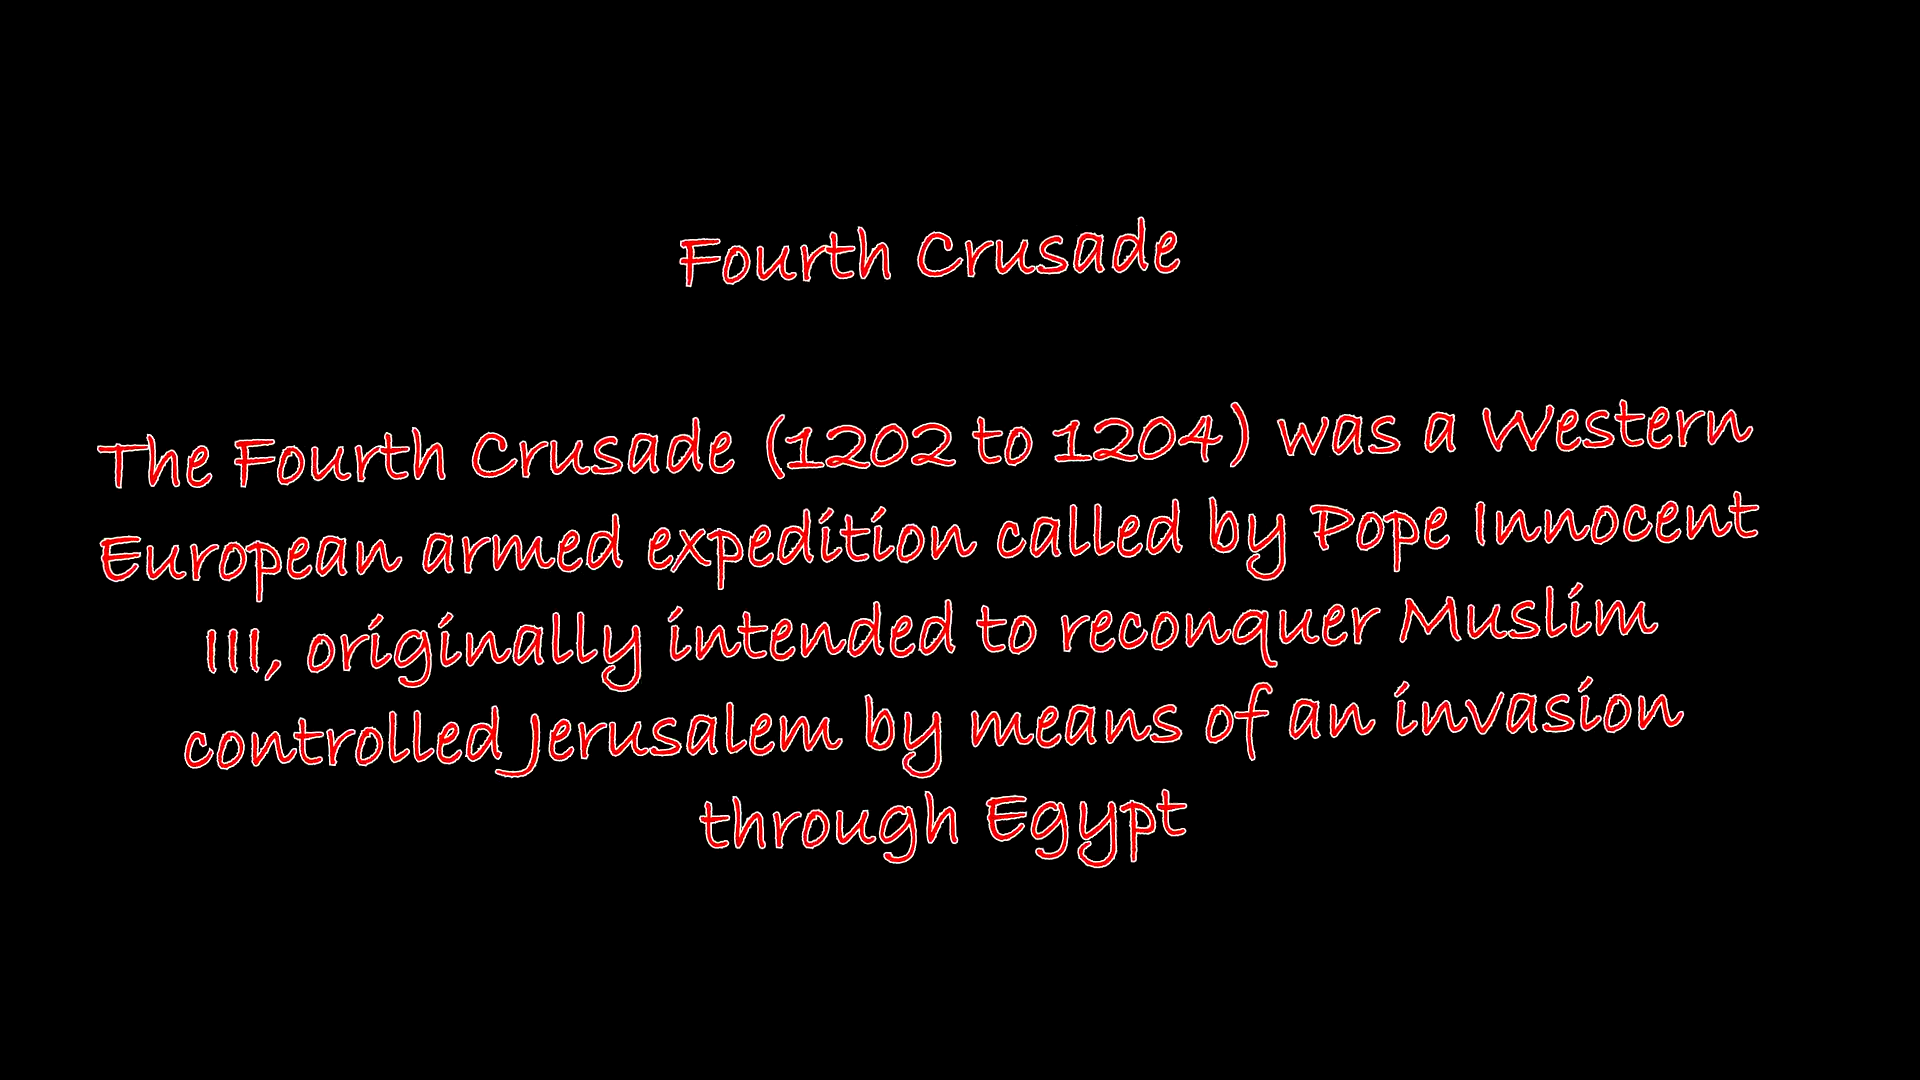 Fourth Crusade
The Fourth Crusade (1202 to 1204) was a Western
European armed expedition called by Pope Innocent
III, originally intended to reconquer Muslim
controlled Jerusalem by means of an invasion
through Egypt